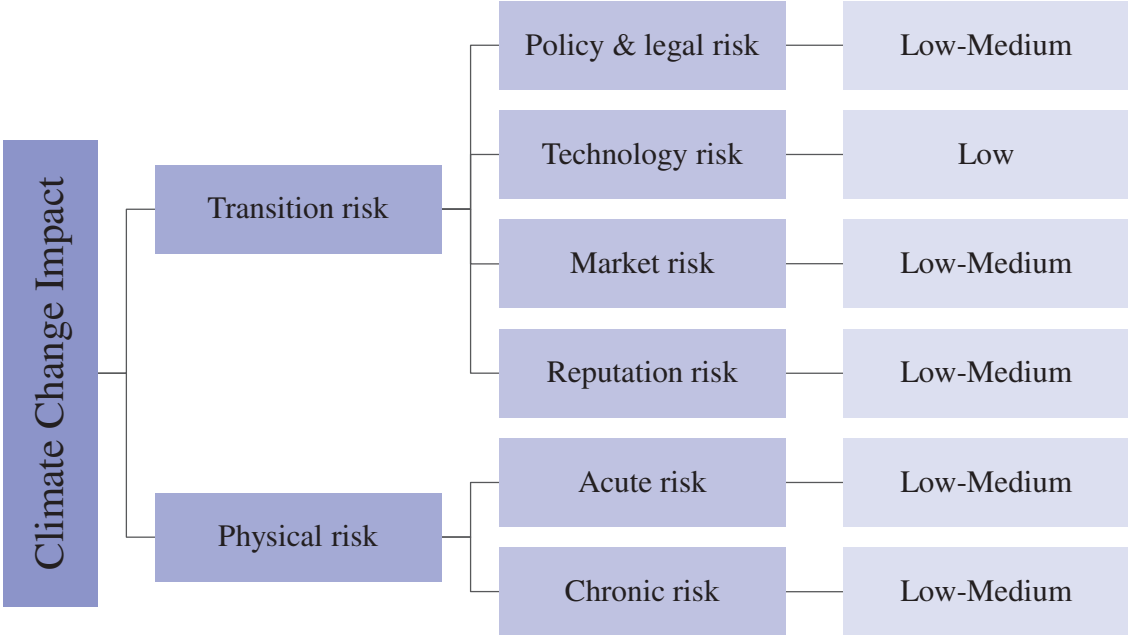 Climate Change Impact
Transition risk
Policy & legal risk
Low-Medium
Technology risk
Low
Market risk
Low-Medium
Reputation risk
Low-Medium
Physical risk
Acute risk
Low-Medium
Chronic risk
Low-Medium